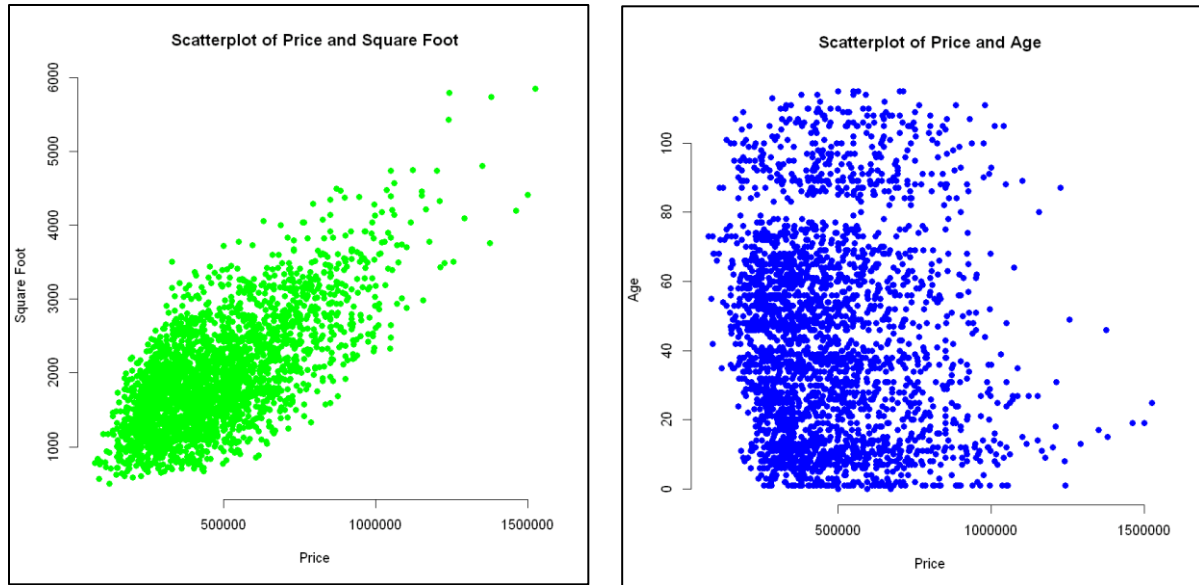 Scatterplot of Price and Square Foot
6000
5000
4000
3000
2000
1000
Square Foot
500000 1000000 1500000
Price
Scatterplot of Price and Age
100
80
60
40
20
0
Age
500000 1000000 1500000
Price